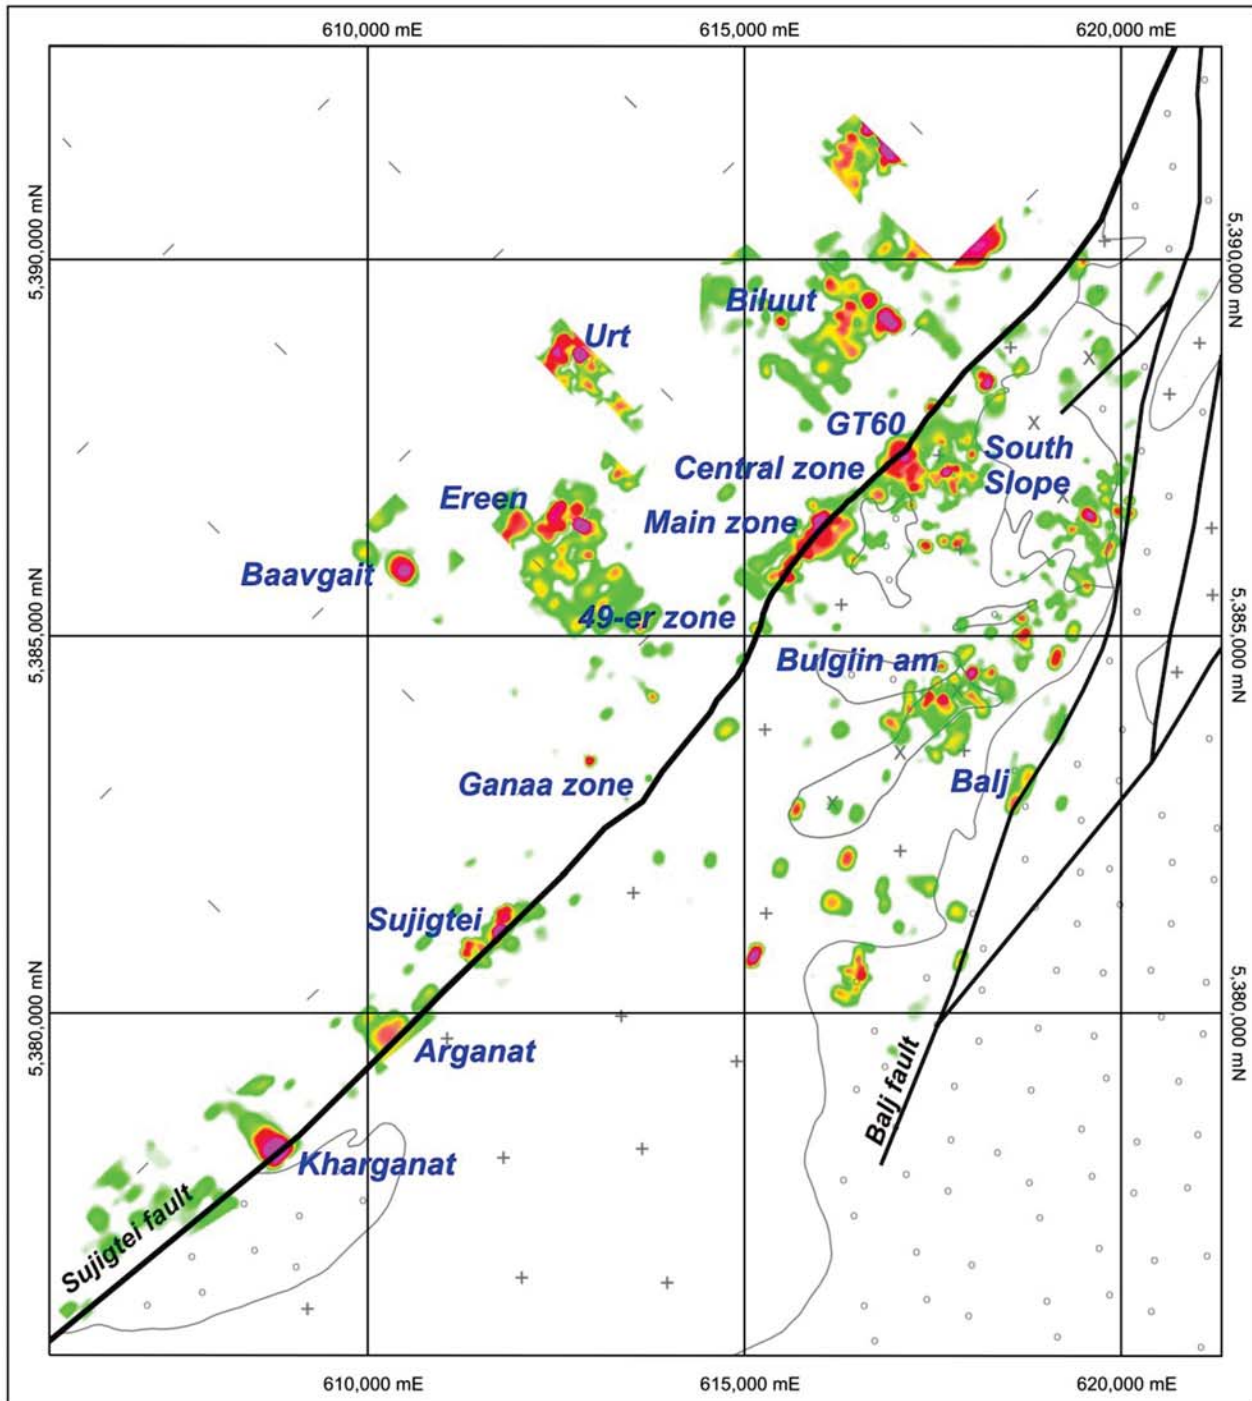 610,000 mE
615,000 mE
620,000 mE
5,390,000 mN
5,390,000 mN
Biluut
Urt
GT60
South
Slope
Central zone
Ereen
Main zone
Baavgait
49-er zone
5,385,000 mN
5,385,000 mN
Bulgiin am
Ganaa zone
Balj
Sujigtei
5,380,000 mN
5,380,000 mN
Arganat
Balj fault
Kharganat
Sujigtei fault
610,000 mE
615,000 mE
620,000 mE